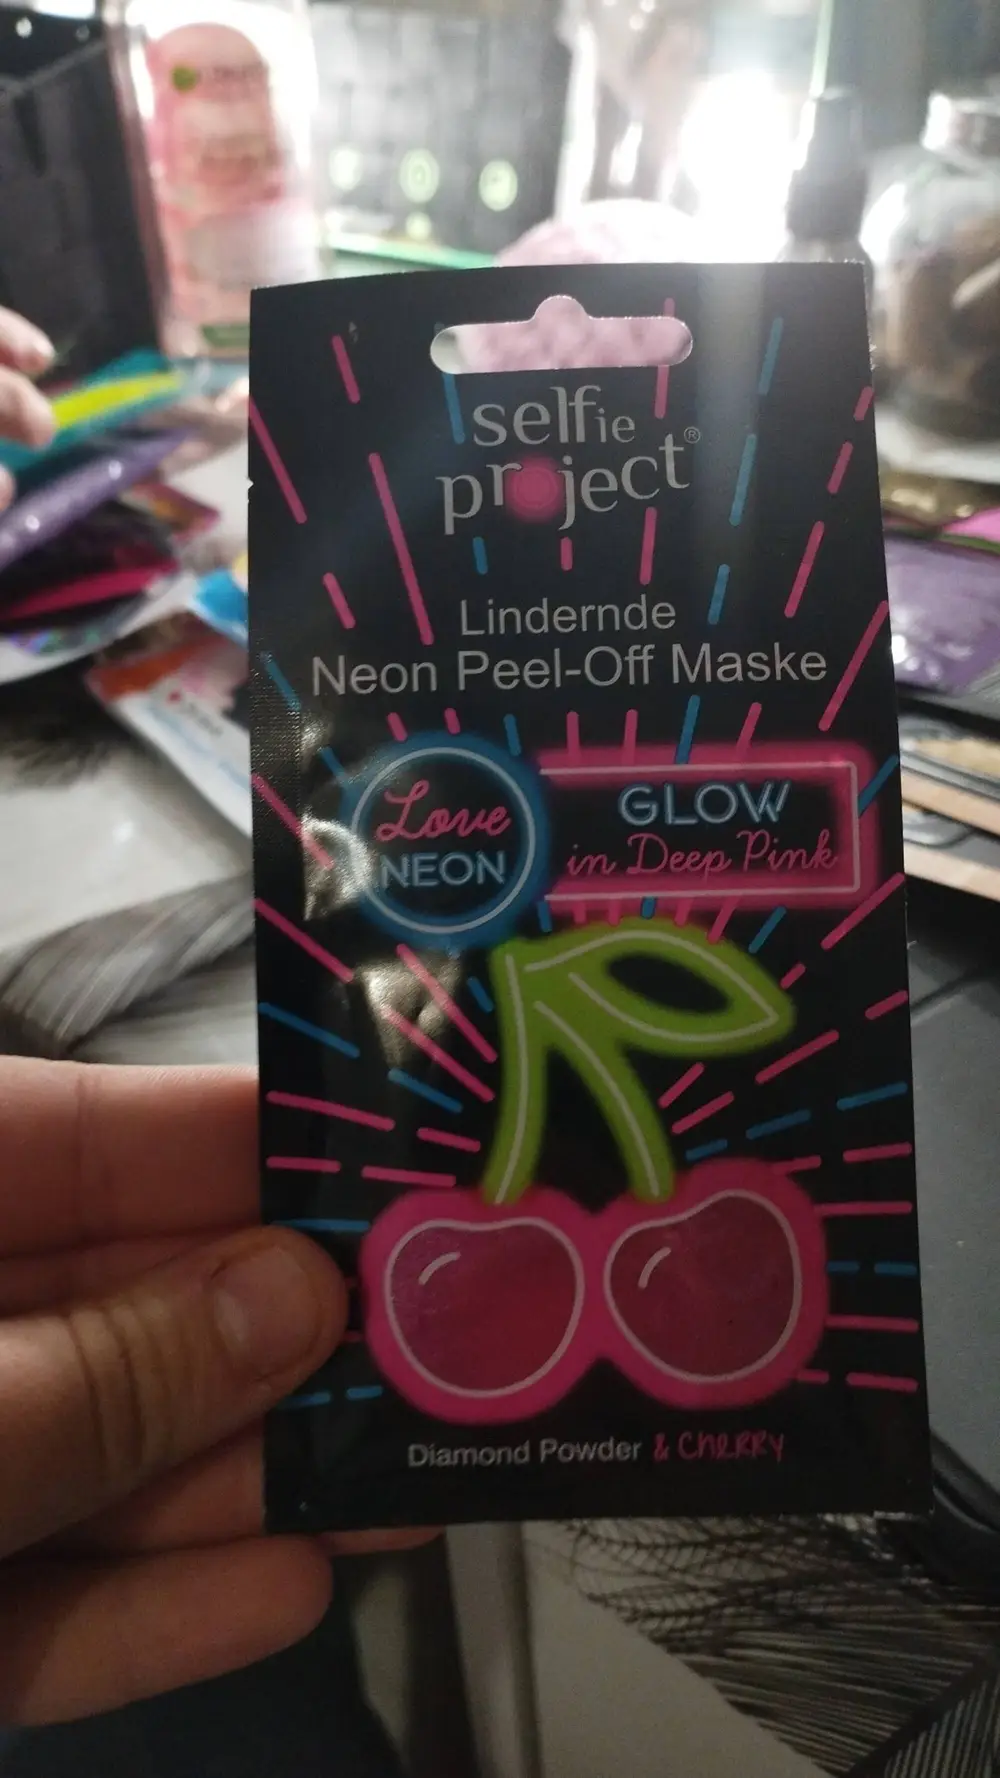 selfie
project®
Lindernde
Neon Peel-Off Maske
Love
NEON
GLOW
in Deep Pink
Diamond Powder & CHERRY